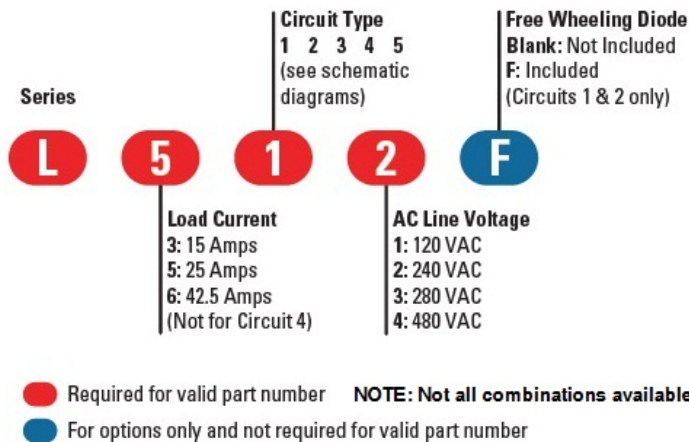 Circuit Type
1 2 3 4 5
(see schematic
diagrams)
Free Wheeling Diode
Blank: Not Included
F: Included
(Circuits 1 & 2 only)
Series
L 5 1 2 F
Load Current
3: 15 Amps
5: 25 Amps
6: 42.5 Amps
(Not for Circuit 4)
AC Line Voltage
1: 120 VAC
2: 240 VAC
3: 280 VAC
4: 480 VAC
Required for valid part number NOTE: Not all combinations available
For options only and not required for valid part number